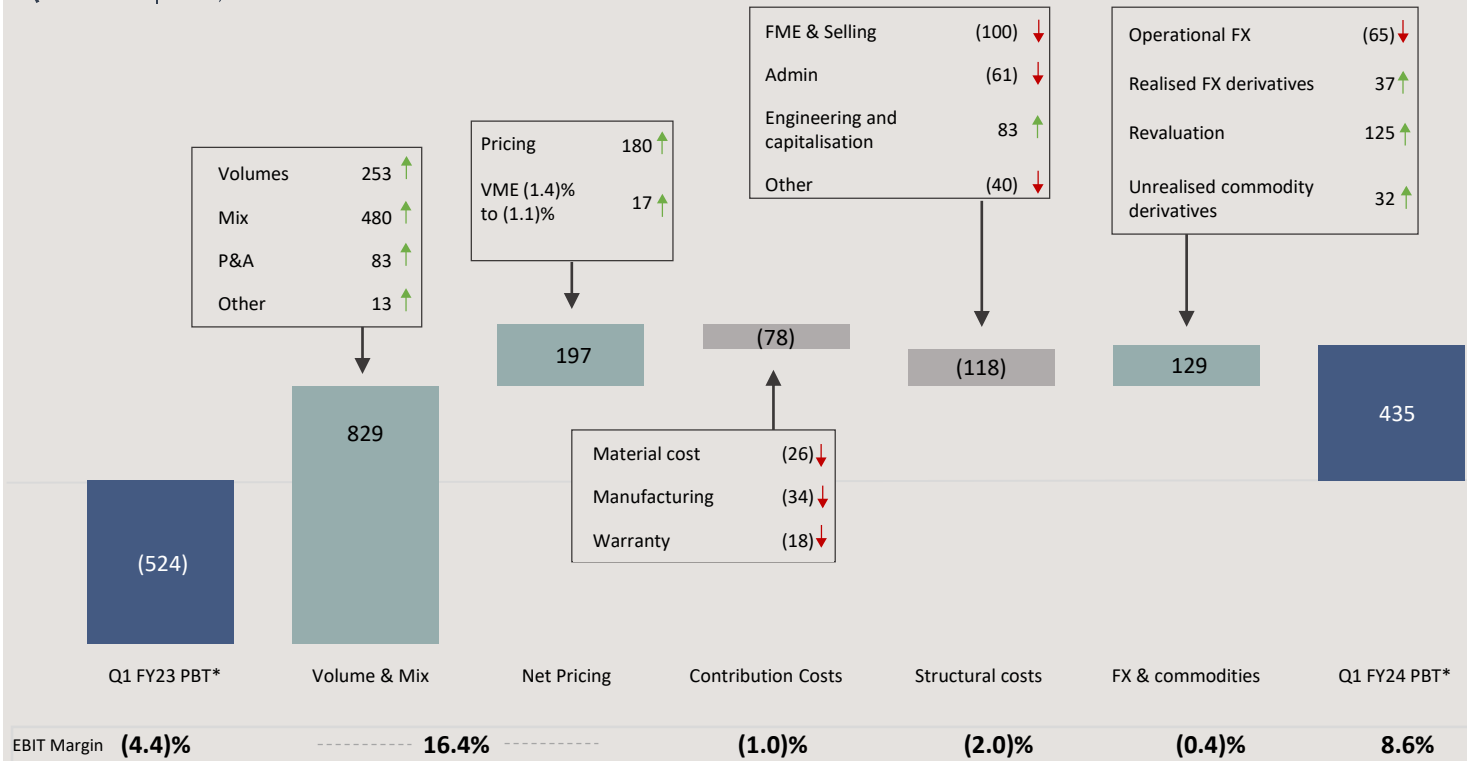 FME & Selling (100)
Admin (61)
Engineering and
capitalisation 83
Other (40)
Operational FX (65)
Realised FX derivatives 37
Revaluation 125
Unrealised commodity
derivatives 32
Pricing 180
VME (1.4)%
to (1.1)% 17
Volumes 253
Mix 480
P&A 83
Other 13
197
(78)
(118)
129
435
829
Material cost (26)
Manufacturing (34)
Warranty (18)
(524)
Q1 FY23 PBT* Volume & Mix Net Pricing Contribution Costs Structural costs FX & commodities Q1 FY24 PBT*
EBIT Margin (4.4)% 16.4% (1.0)% (2.0)% (0.4)% 8.6%